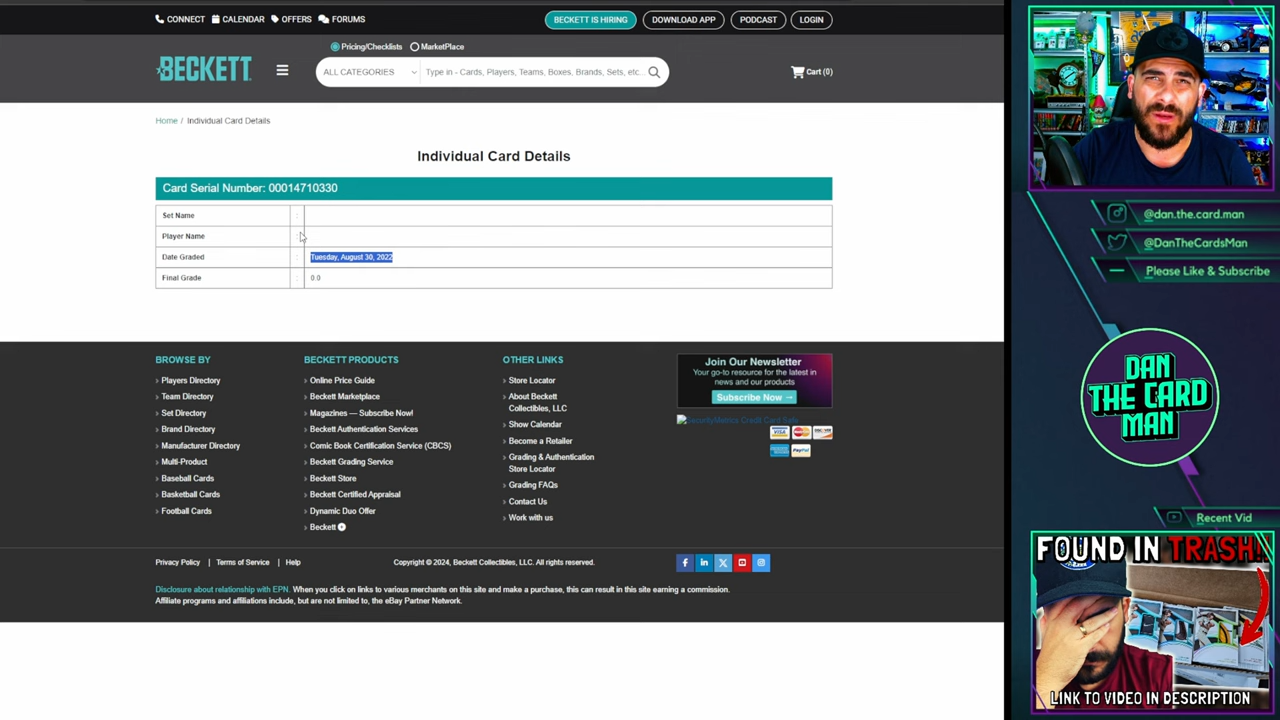 CONNECT CALENDAR OFFERS FORUMS BECKETT IS HIRING DOWNLOAD APP PODCAST LOGIN
Pricing/Checklists MarketPlace
BECKETT ALL CATEGORIES Type in - Cards, Players, Teams, Boxes, Brands, Sets, etc... Cart (0)
Home / Individual Card Details
Individual Card Details
Card Serial Number: 00014710330
Set Name :
Player Name :
Date Graded : Tuesday, August 30, 2022
Final Grade : 0.0
BROWSE BY
Players Directory
Team Directory
Set Directory
Brand Directory
Manufacturer Directory
Multi-Product
Baseball Cards
Basketball Cards
Football Cards
BECKETT PRODUCTS
Online Price Guide
Beckett Marketplace
Magazines — Subscribe Now!
Beckett Authentication Services
Comic Book Certification Service (CBCS)
Beckett Grading Service
Beckett Store
Beckett Certified Appraisal
Dynamic Duo Offer
Beckett
OTHER LINKS
Store Locator
About Beckett
Collectibles, LLC
Show Calendar
Become a Retailer
Grading & Authentication
Store Locator
Grading FAQs
Contact Us
Work with us
Join Our Newsletter
Your go-to resource for the latest in
news and our products
Subscribe Now →
SecurityMetrics Credit Card Safe
VISA DISCOVER
PayPal
Privacy Policy | Terms of Service | Help
Copyright © 2024, Beckett Collectibles, LLC. All rights reserved.
Disclosure about relationship with EPN. When you click on links to various merchants on this site and make a purchase, this can result in this site earning a commission.
Affiliate programs and affiliations include, but are not limited to, the eBay Partner Network.
@dan.the.card.man
@DanTheCardsMan
Please Like & Subscribe
DAN
THE CARD
MAN
Recent Vid
FOUND IN TRASH!
LINK TO VIDEO IN DESCRIPTION